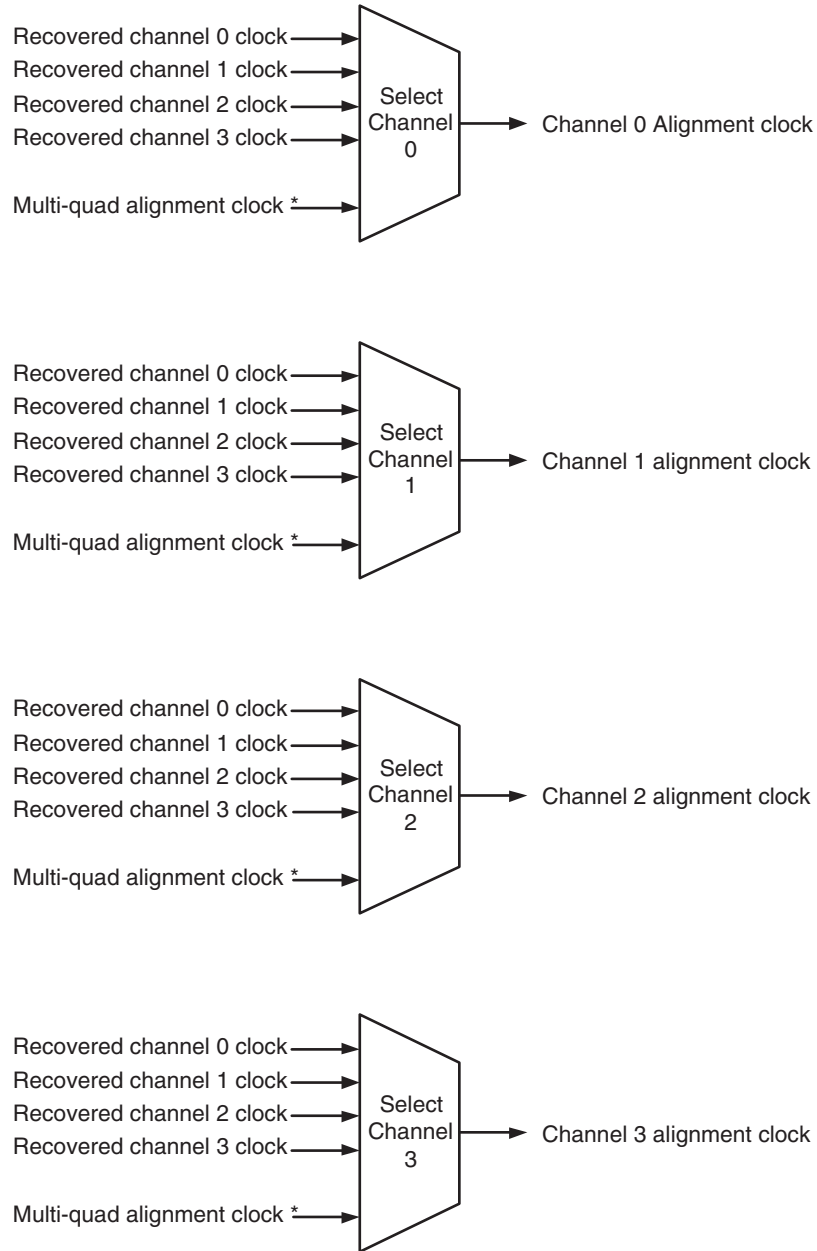 Recovered channel 0 clock
Recovered channel 1 clock
Recovered channel 2 clock
Recovered channel 3 clock
Multi-quad alignment clock *
Select
Channel
0
Channel 0 Alignment clock
Recovered channel 0 clock
Recovered channel 1 clock
Recovered channel 2 clock
Recovered channel 3 clock
Multi-quad alignment clock *
Select
Channel
1
Channel 1 alignment clock
Recovered channel 0 clock
Recovered channel 1 clock
Recovered channel 2 clock
Recovered channel 3 clock
Multi-quad alignment clock *
Select
Channel
2
Channel 2 alignment clock
Recovered channel 0 clock
Recovered channel 1 clock
Recovered channel 2 clock
Recovered channel 3 clock
Multi-quad alignment clock *
Select
Channel
3
Channel 3 alignment clock